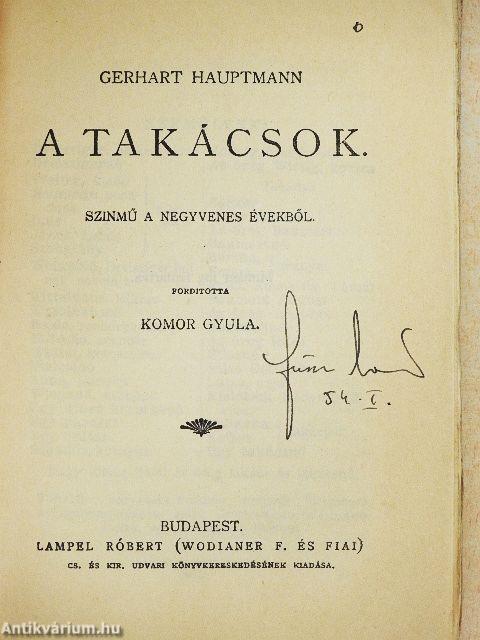 GERHART HAUPTMANN
A TAKÁCSOK.
SZINMŰ A NEGYVENES ÉVEKBŐL.
FORDITOTTA
KOMOR GYULA.
54. I.
BUDAPEST.
LAMPEL RÓBERT (WODIANER F. ÉS FIAI)
CS. ÉS KIR. UDVARI KÖNYVKERESKEDÉSÉNEK KIADÁSA.
Antikvárium.hu